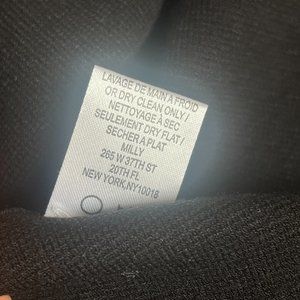 LAVAGE DE MAIN A FROID
OR DRY CLEAN ONLY /
NETTOYAGE À SEC
SEULEMENT DRY FLAT /
SECHER A PLAT
MILLY
265 W 37TH ST
20TH FL
NEW YORK,NY10018